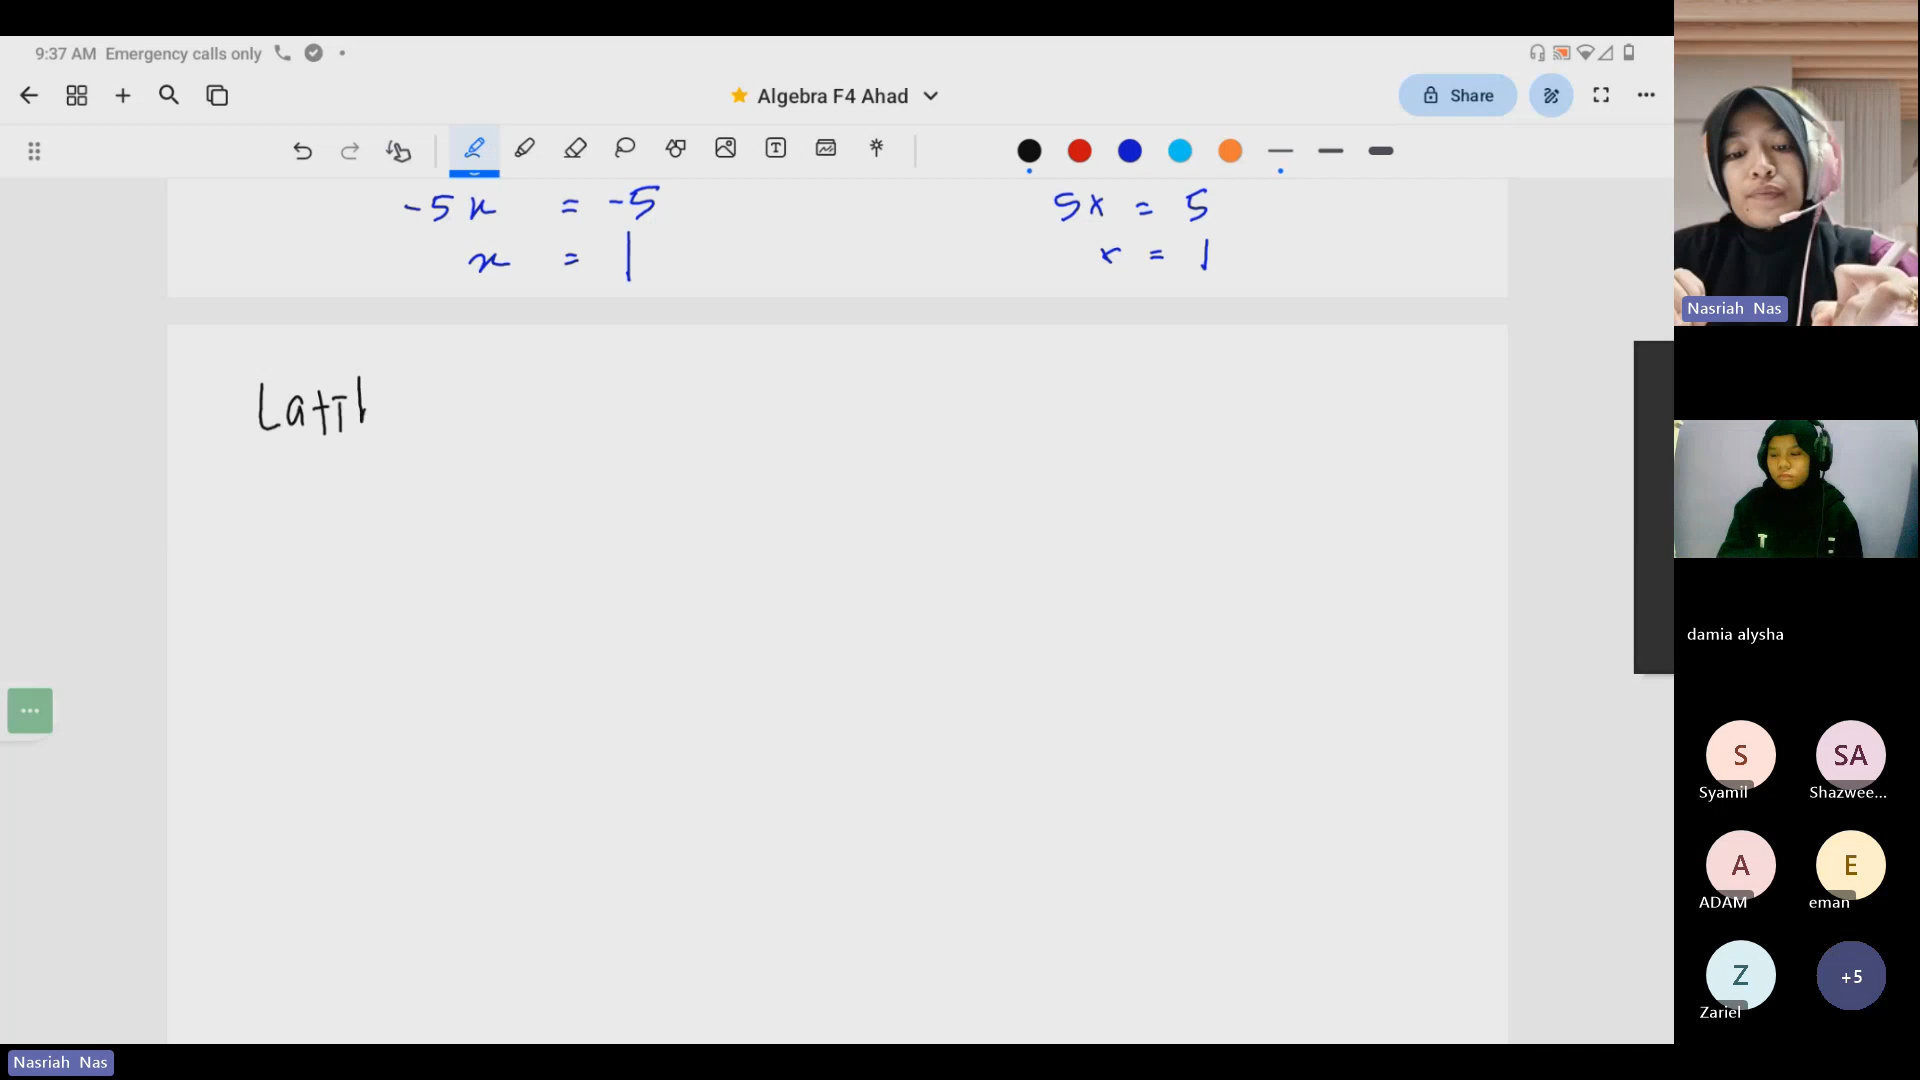 9:37 AM Emergency calls only
Algebra F4 Ahad
Share
-5x = -5
x = 1
5x = 5
x = 1
Latih
Nasriah Nas
damia alysha
S
Syamil
SA
Shazwee...
A
ADAM
E
eman
Z
Zariel
+5
Nasriah Nas